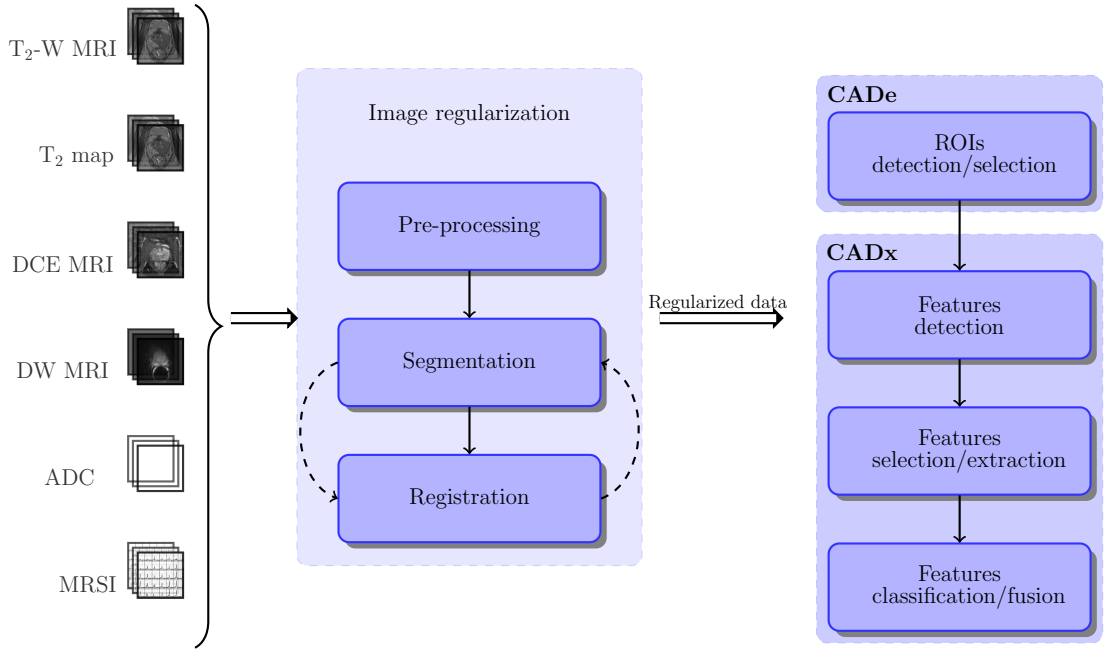 T₂-W MRI
T₂ map
DCE MRI
DW MRI
ADC
MRSI
Image regularization
Pre-processing
Segmentation
Registration
Regularized data
CADe
ROIs
detection/selection
CADx
Features
detection
Features
selection/extraction
Features
classification/fusion